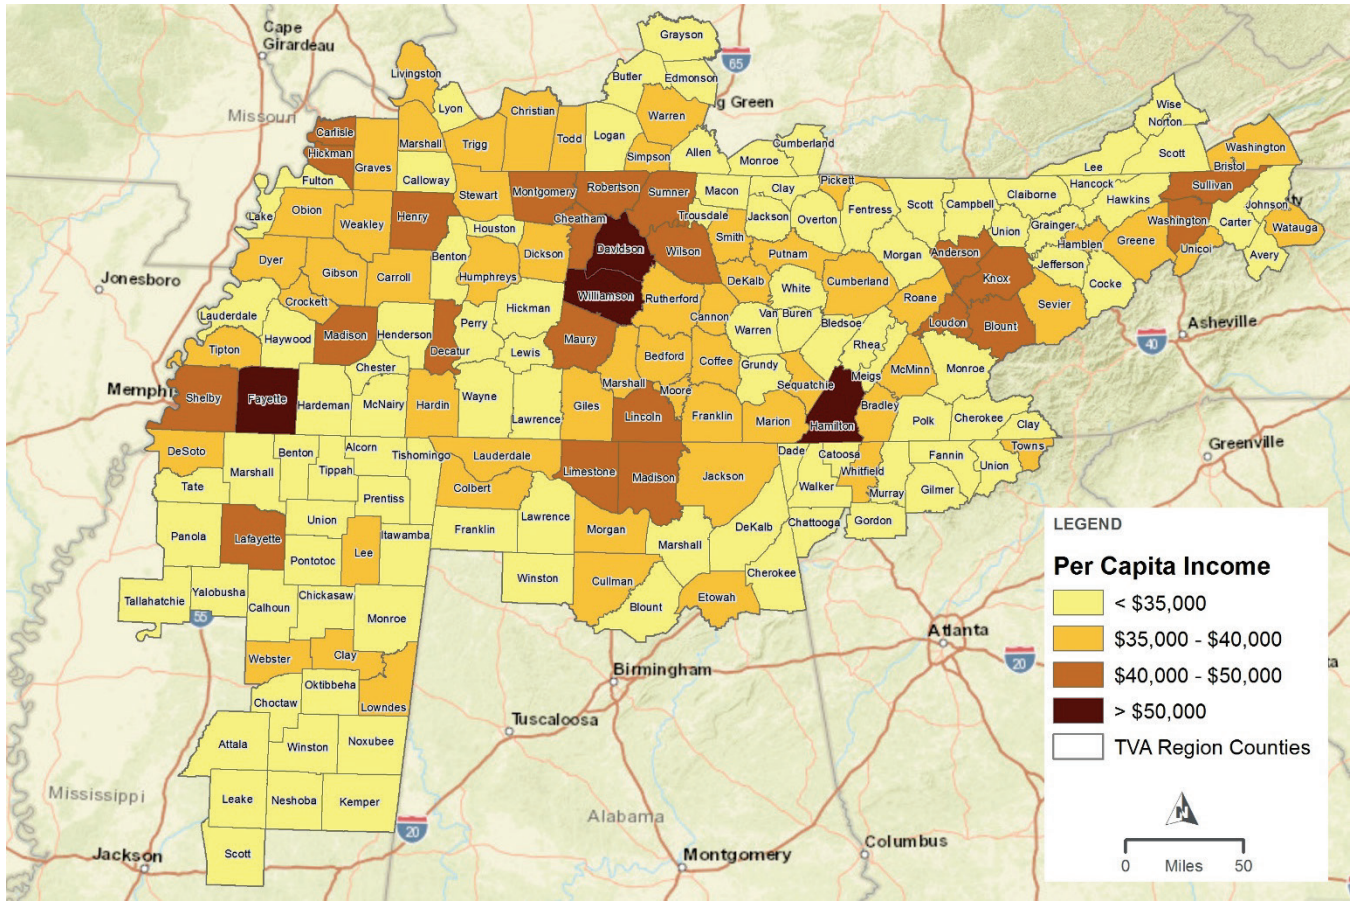 Cape
Girardeau
Missouri
g Green
65
Grayson
Butler
Edmonson
Livingston
Lyon
Christian
Warren
Carlisle
Hickman
Graves
Marshall
Trigg
Todd
Logan
Simpson
Allen
Monroe
Cumberland
Fulton
Calloway
Wise
Norton
Lee
Scott
Washington
Bristol
Sullivan
Lake
Obion
Weakley
Henry
Stewart
Montgomery
Robertson
Sumner
Macon
Clay
Pickett
Trousdale
Jackson
Overton
Fentress
Scott
Campbell
Claiborne
Hancock
Hawkins
Johnson
ty
Houston
Cheatham
Smith
Putnam
Morgan
Union
Grainger
Hamblen
Greene
Washington
Unicoi
Carter
Watauga
Avery
Dyer
Gibson
Carroll
Benton
Humphreys
Dickson
Davidson
Wilson
DeKalb
White
Cumberland
Anderson
Knox
Jefferson
Cocke
Sevier
Jonesboro
Crockett
Lauderdale
Haywood
Madison
Henderson
Decatur
Perry
Hickman
Williamson
Rutherford
Cannon
Warren
Van Buren
Bledsoe
Roane
Loudon
Blount
Asheville
40
Tipton
Chester
Lewis
Maury
Bedford
Coffee
Grundy
Rhea
Meigs
McMinn
Monroe
Memphi
Shelby
Fayette
Hardeman
McNairy
Hardin
Wayne
Lawrence
Giles
Marshall
Moore
Lincoln
Franklin
Marion
Sequatchie
Hamilton
Bradley
Polk
Cherokee
Clay
DeSoto
Marshall
Benton
Alcorn
Tippah
Tishomingo
Lauderdale
Limestone
Madison
Jackson
Dade
Catoosa
Whitfield
Fannin
Union
Towns
Greenville
Tate
Prentiss
Colbert
Walker
Murray
Gilmer
Panola
Lafayette
Union
Lee
Itawamba
Franklin
Lawrence
Morgan
Marshall
DeKalb
Chattooga
Gordon
Pontotoc
Tallahatchie
Yalobusha
Calhoun
Chickasaw
Monroe
Winston
Cullman
Blount
Etowah
Cherokee
55
Webster
Clay
Choctaw
Oktibbeha
Lowndes
Birmingham
Atlanta
20
ta
Attala
Winston
Noxubee
Tuscaloosa
Leake
Neshoba
Kemper
Mississippi
Alabama
20
Scott
Jackson
Montgomery
Columbus
LEGEND
Per Capita Income
< $35,000
$35,000 - $40,000
$40,000 - $50,000
> $50,000
TVA Region Counties
N
0 Miles 50